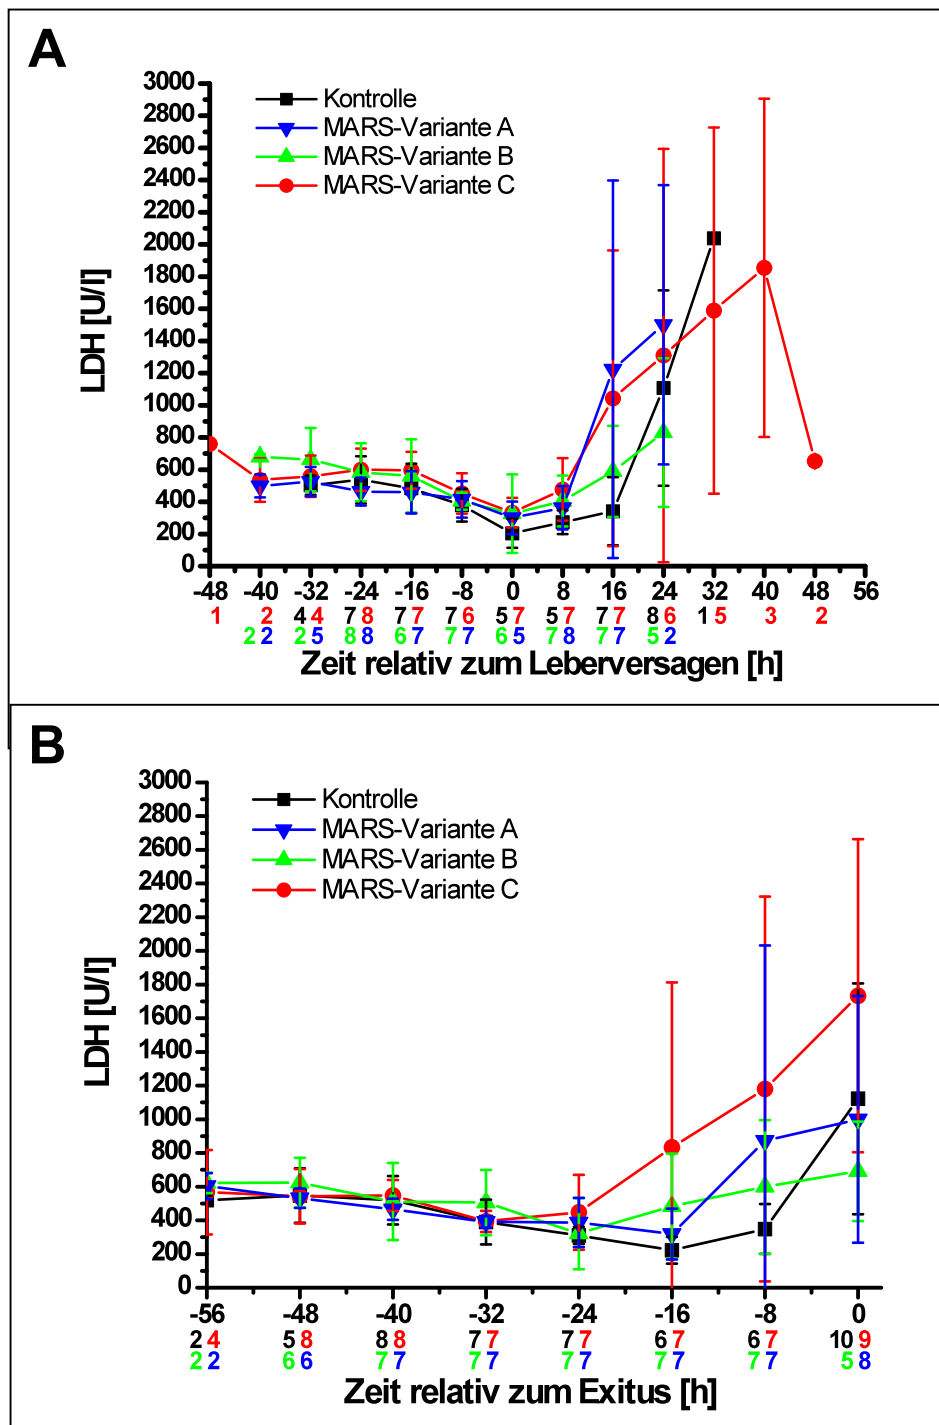 A
3000
2800
2600
2400
2200
2000
1800
1600
1400
1200
1000
800
600
400
200
0
LDH [U/l]
Kontrolle
MARS-Variante A
MARS-Variante B
MARS-Variante C
-48 -40 -32 -24 -16 -8 0 8 16 24 32 40 48 56
1 2 4 4 7 8 7 7 7 6 5 7 5 7 7 7 8 6 1 5 3 2
2 2 2 5 8 8 6 7 7 7 6 5 7 8 7 7 5 2
Zeit relativ zum Leberversagen [h]
B
3000
2800
2600
2400
2200
2000
1800
1600
1400
1200
1000
800
600
400
200
0
LDH [U/l]
Kontrolle
MARS-Variante A
MARS-Variante B
MARS-Variante C
-56 -48 -40 -32 -24 -16 -8 0
2 4 5 8 8 8 7 7 7 7 6 7 6 7 10 9
2 2 6 6 7 7 7 7 7 7 7 7 7 7 5 8
Zeit relativ zum Exitus [h]